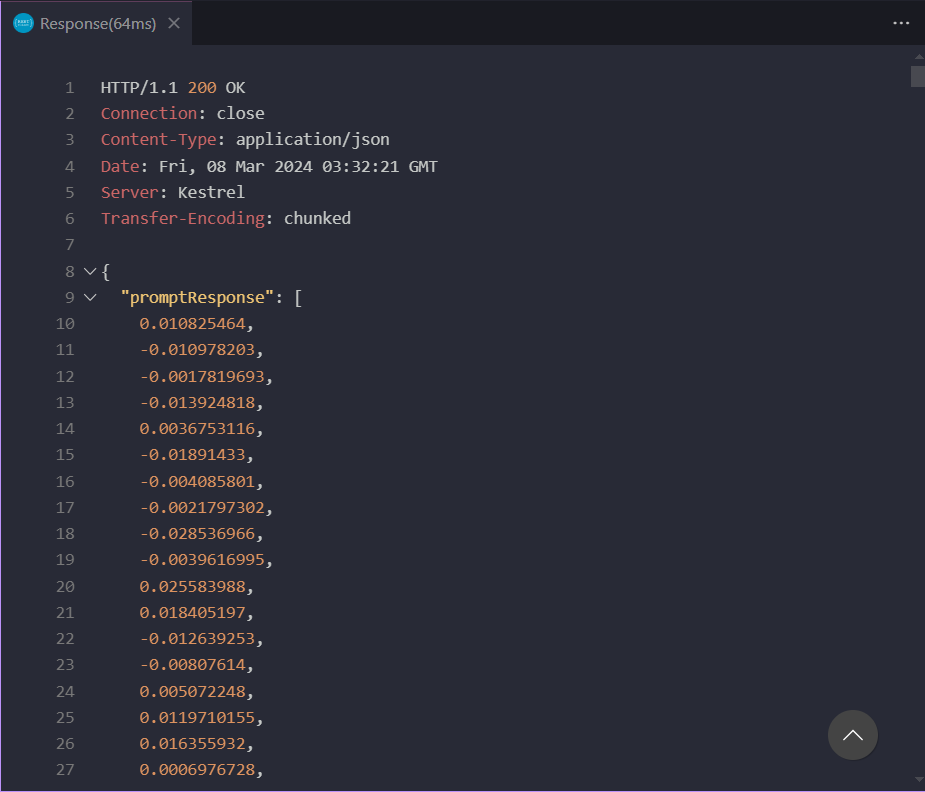 Response(64ms)
1 HTTP/1.1 200 OK
2 Connection: close
3 Content-Type: application/json
4 Date: Fri, 08 Mar 2024 03:32:21 GMT
5 Server: Kestrel
6 Transfer-Encoding: chunked
7
8 {
9 "promptResponse": [
10 0.010825464,
11 -0.010978203,
12 -0.0017819693,
13 -0.013924818,
14 0.0036753116,
15 -0.01891433,
16 -0.004085801,
17 -0.0021797302,
18 -0.028536966,
19 -0.0039616995,
20 0.025583988,
21 0.018405197,
22 -0.012639253,
23 -0.00807614,
24 0.005072248,
25 0.0119710155,
26 0.016355932,
27 0.0006976728,